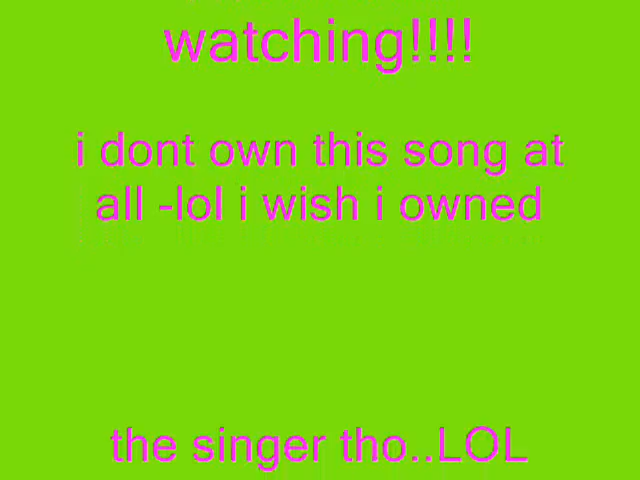 watching!!!!
i dont own this song at
all -lol i wish i owned
the singer tho..LOL